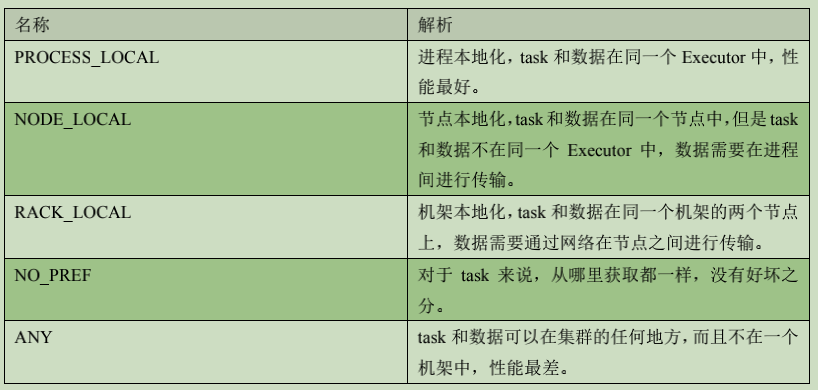 名称 解析
PROCESS_LOCAL 进程本地化，task 和数据在同一个 Executor 中，性
能最好。
NODE_LOCAL 节点本地化，task 和数据在同一个节点中，但是 task
和数据不在同一个 Executor 中，数据需要在进程
间进行传输。
RACK_LOCAL 机架本地化，task 和数据在同一个机架的两个节点
上，数据需要通过网络在节点之间进行传输。
NO_PREF 对于 task 来说，从哪里获取都一样，没有好坏之
分。
ANY task 和数据可以在集群的任何地方，而且不在一个
机架中，性能最差。